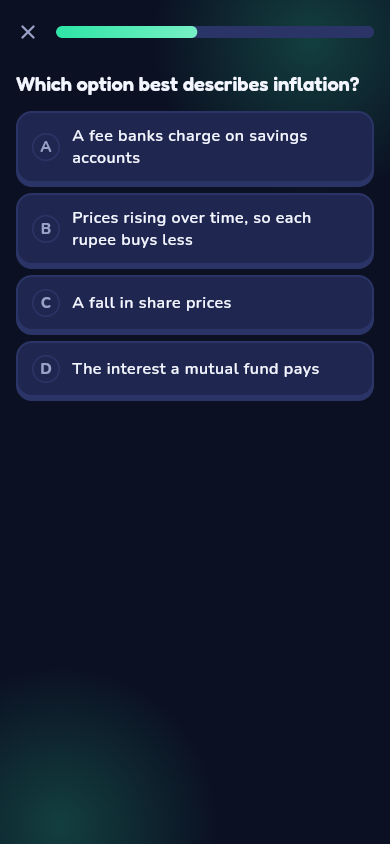 Which option best describes inflation?
A
A fee banks charge on savings
accounts
B
Prices rising over time, so each
rupee buys less
C
A fall in share prices
D
The interest a mutual fund pays